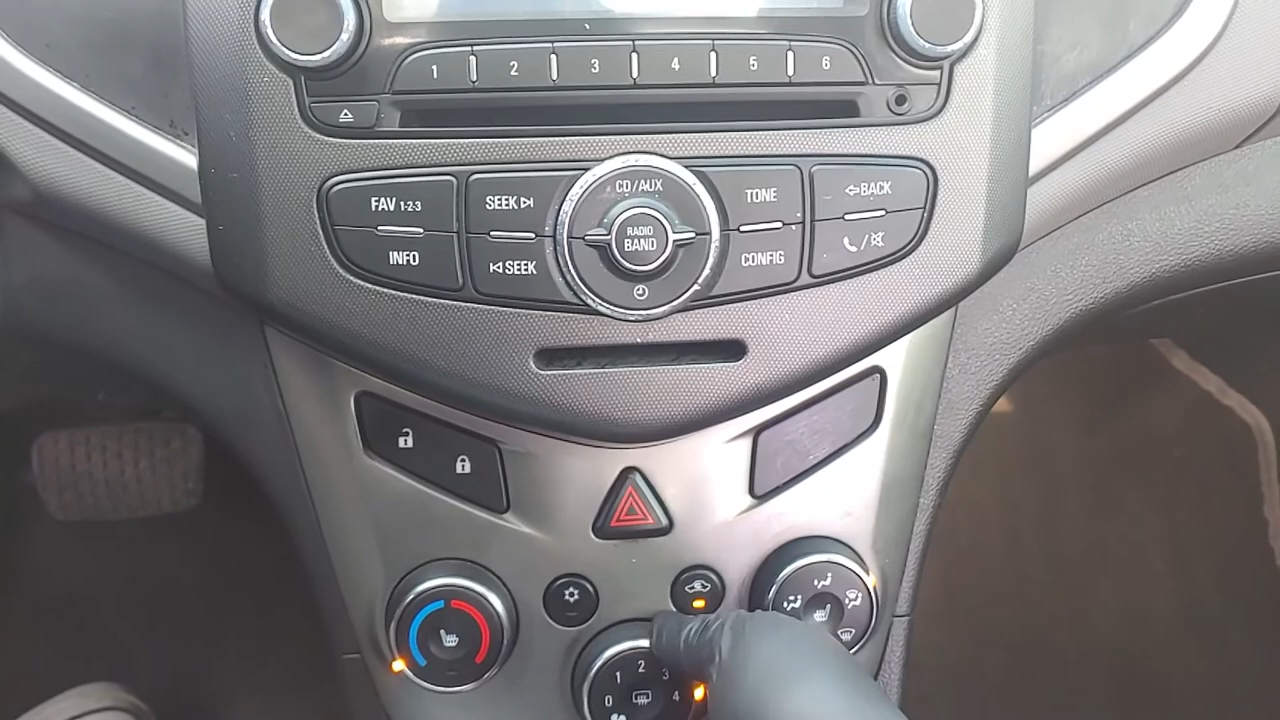 1 2 3 4 5 6
CD/AUX
FAV 1-2-3
SEEK
RADIO
BAND
TONE
BACK
INFO
SEEK
CONFIG
0 1 2 3 4